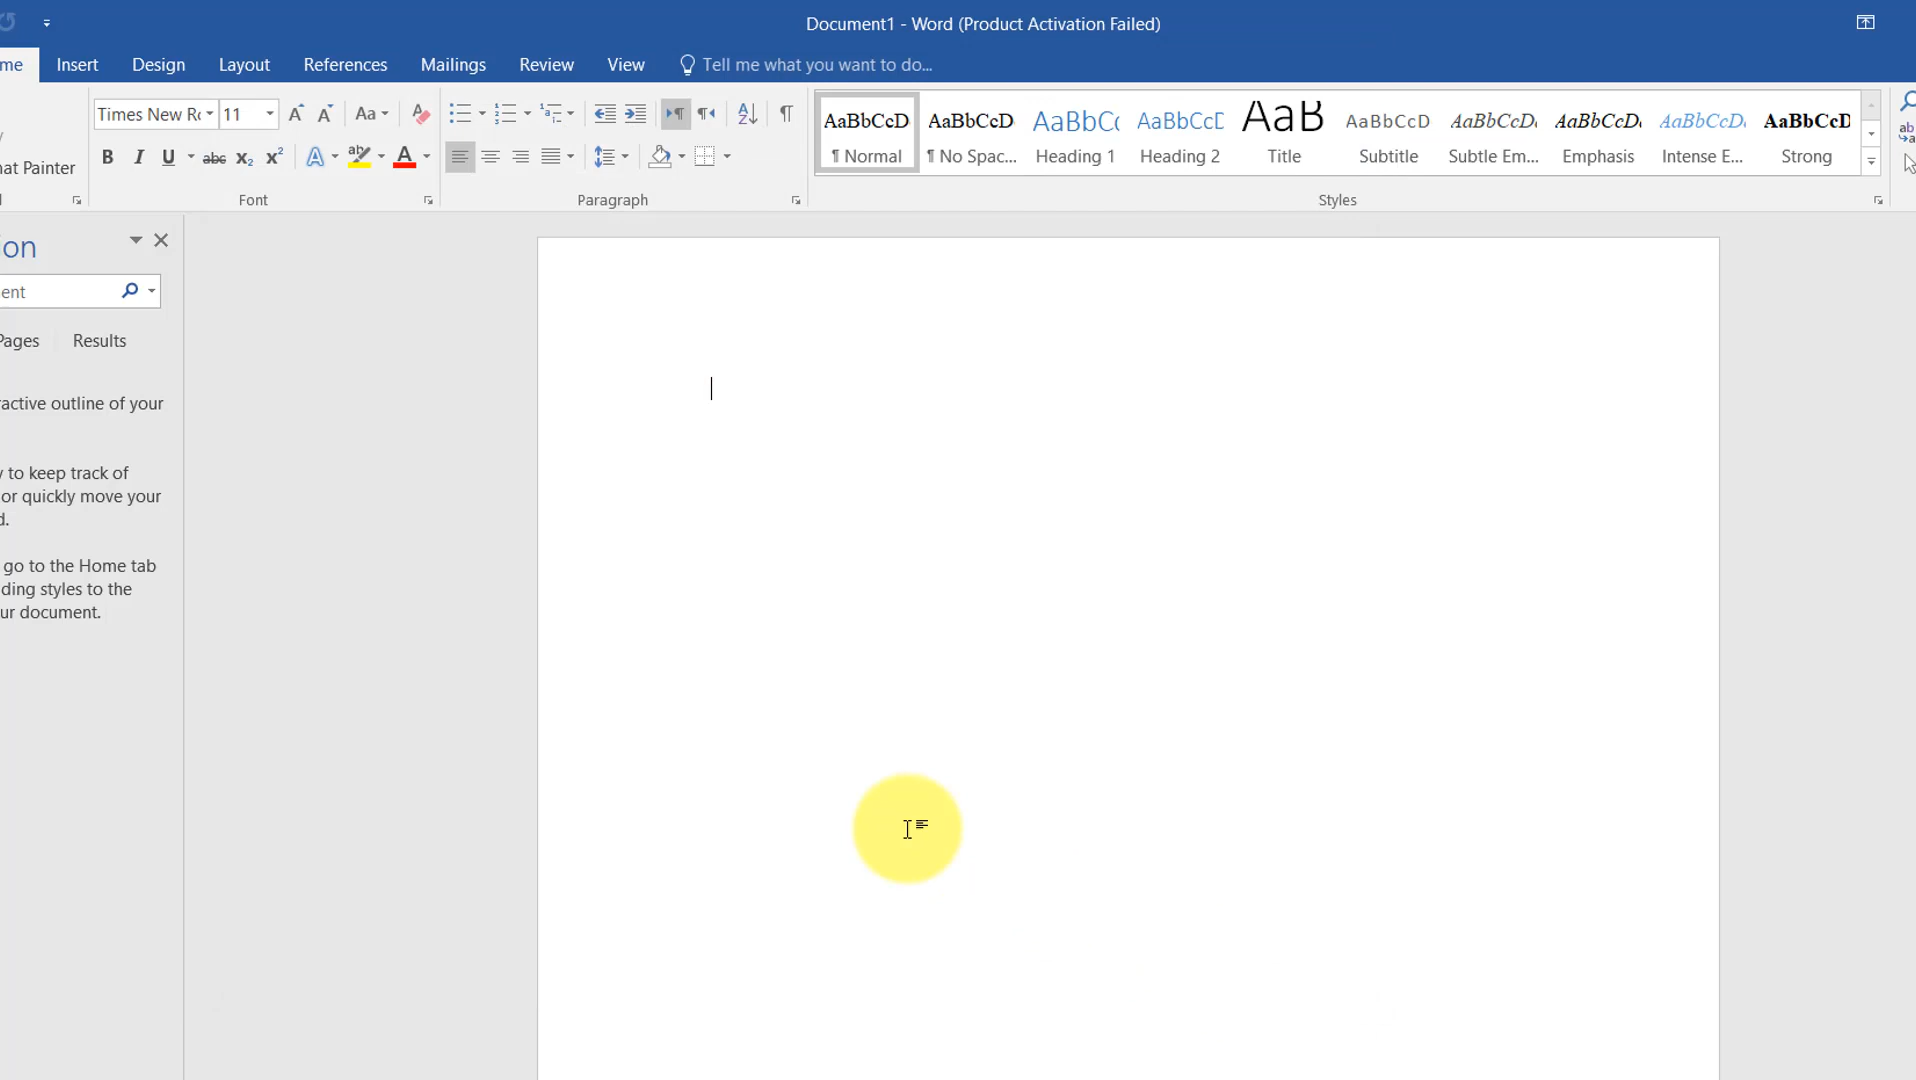 Document1 - Word (Product Activation Failed)
me Insert Design Layout References Mailings Review View Tell me what you want to do...
Times New Ro 11 Aa
at Painter
B I U abc X₂ X² A A
AaBbCcD AaBbCcD AaBbC AaBbCcD AaB AaBbCcD AaBbCcD AaBbCcD AaBbCcD AaBbCcD
¶ Normal ¶ No Spac... Heading 1 Heading 2 Title Subtitle Subtle Em... Emphasis Intense E... Strong
Font Paragraph Styles
ion
ent
Pages Results
ractive outline of your
y to keep track of
or quickly move your
d.
go to the Home tab
ding styles to the
ur document.